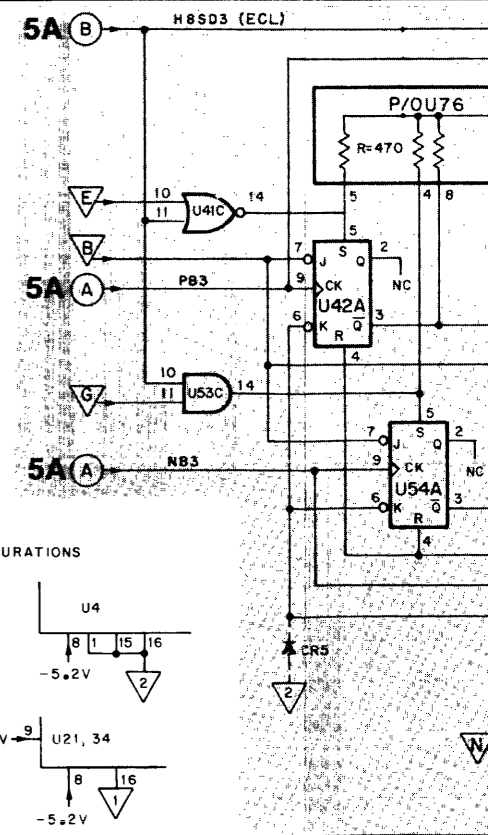 5A B H8SD3 (ECL)
P/O U76
R=470
E 10 14 5 4 8
11 U41C
B 7 J S 5 Q 2
5A A PB3 9 CK NC
U42A
6 K Q 3
R
4
10
G 11 U53C 14
5
7 J S Q 2
5A A NB3 9 CK NC
U54A
6 K Q 3
R
4
URATIONS
U4
8 1 15 16
-5.2V 2
CR5
2
N
V 9 U21, 34
8 16
-5.2V 1